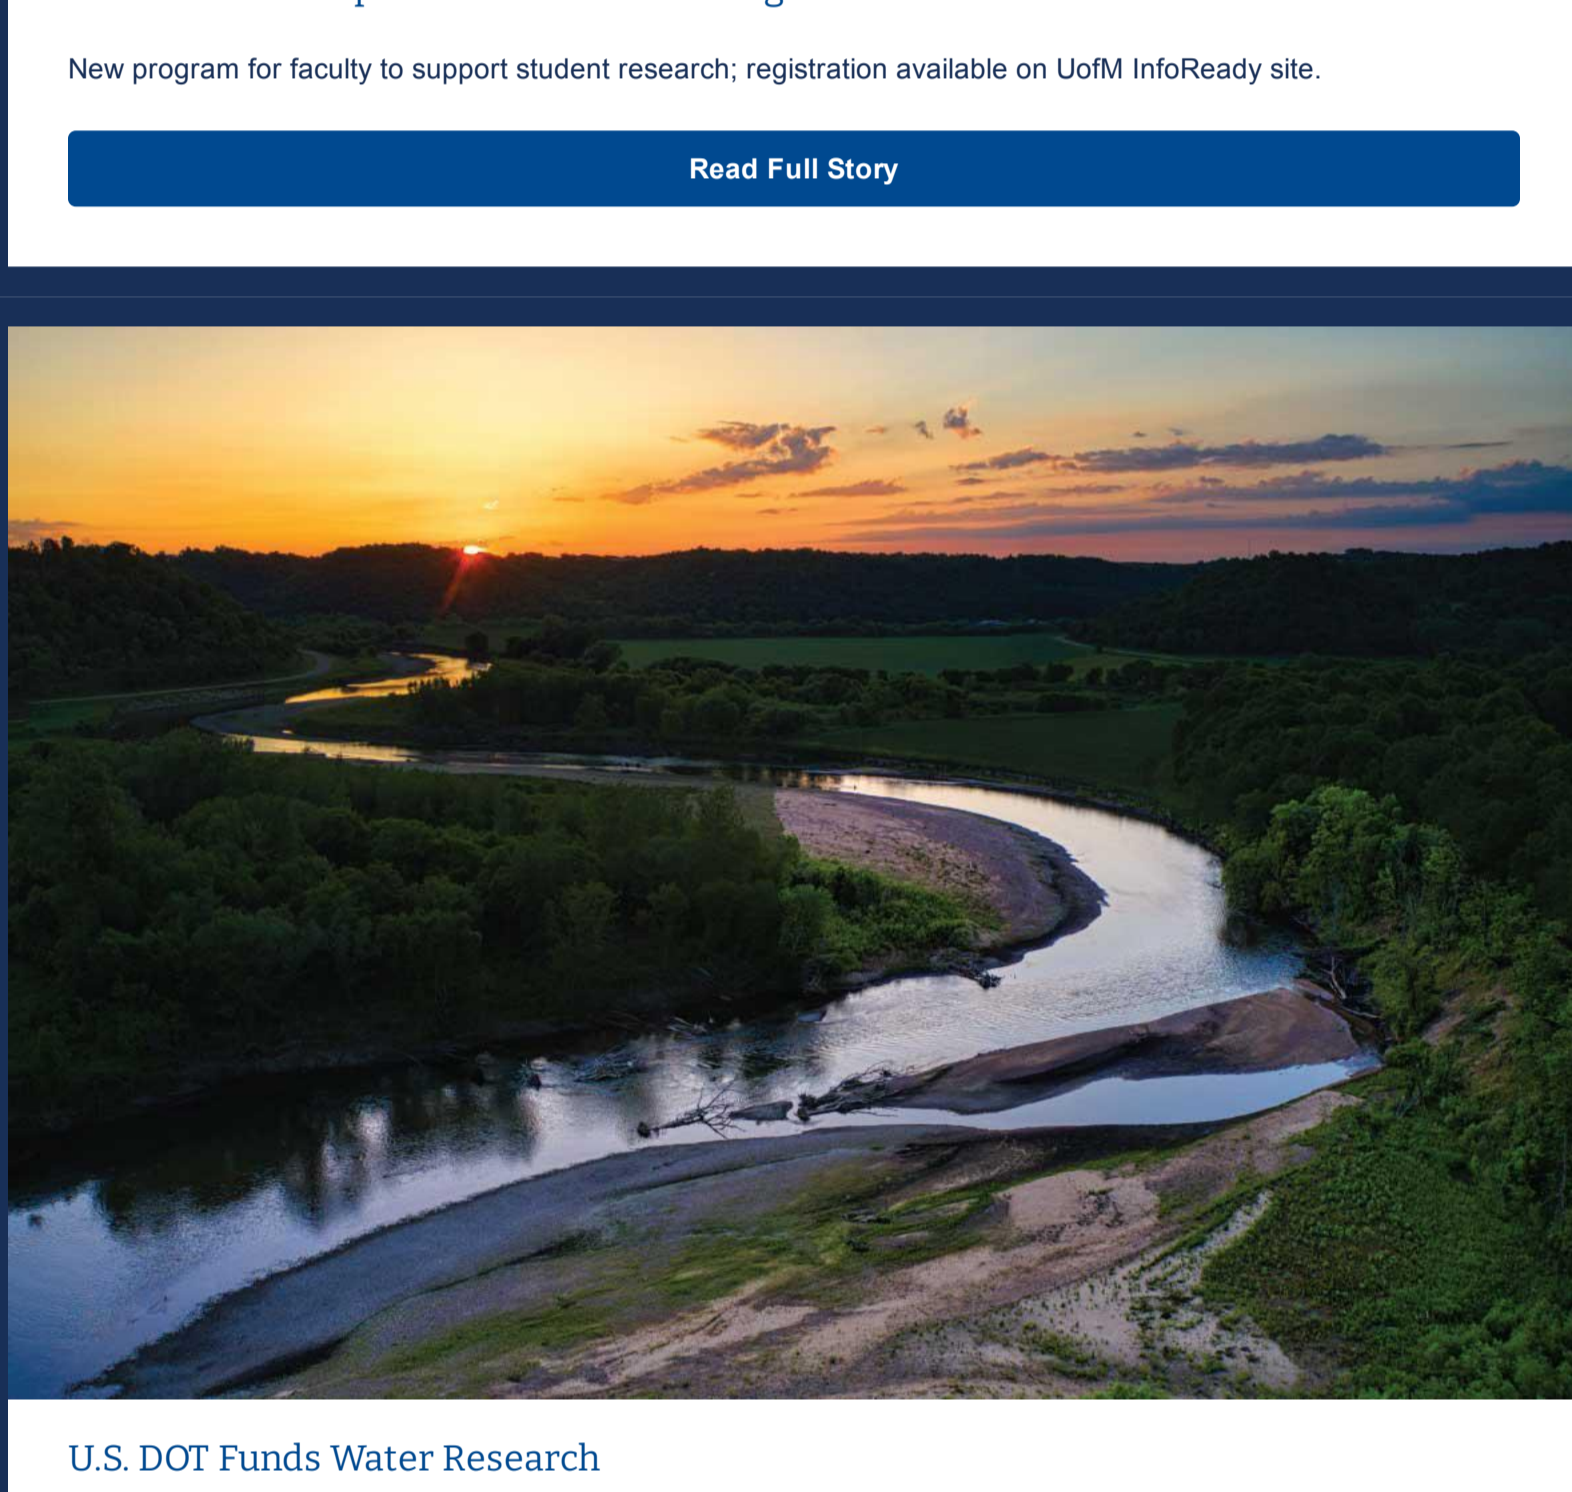 New program for faculty to support student research; registration available on UofM InfoReady site.
Read Full Story
U.S. DOT Funds Water Research